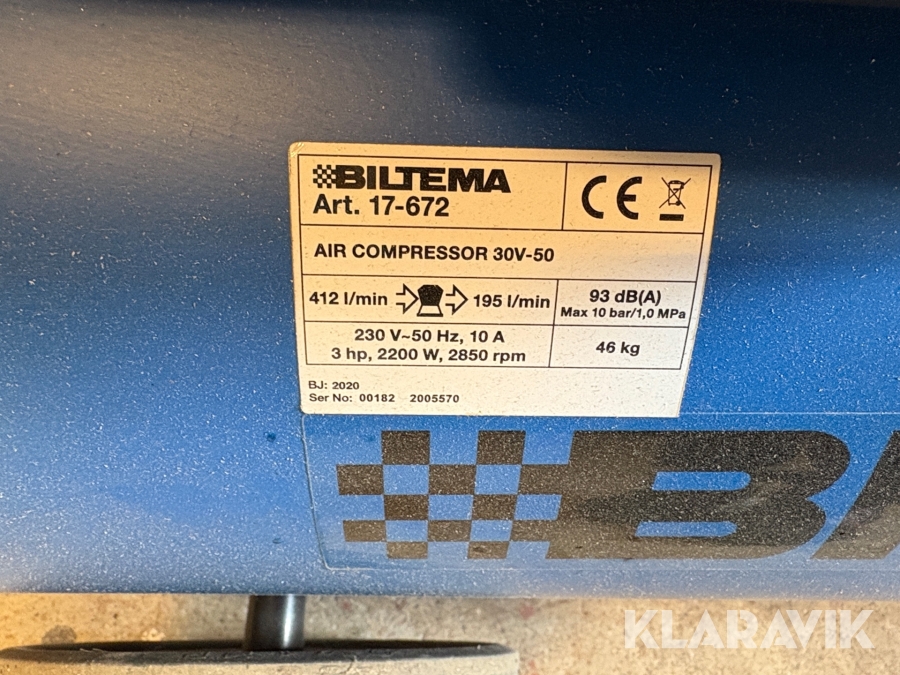 BILTEMA
Art. 17-672
CE
AIR COMPRESSOR 30V-50
412 l/min 195 l/min
93 dB(A)
Max 10 bar/1,0 MPa
230 V~50 Hz, 10 A
3 hp, 2200 W, 2850 rpm
46 kg
BJ: 2020
Ser No: 00182 2005570
KLARAVIK